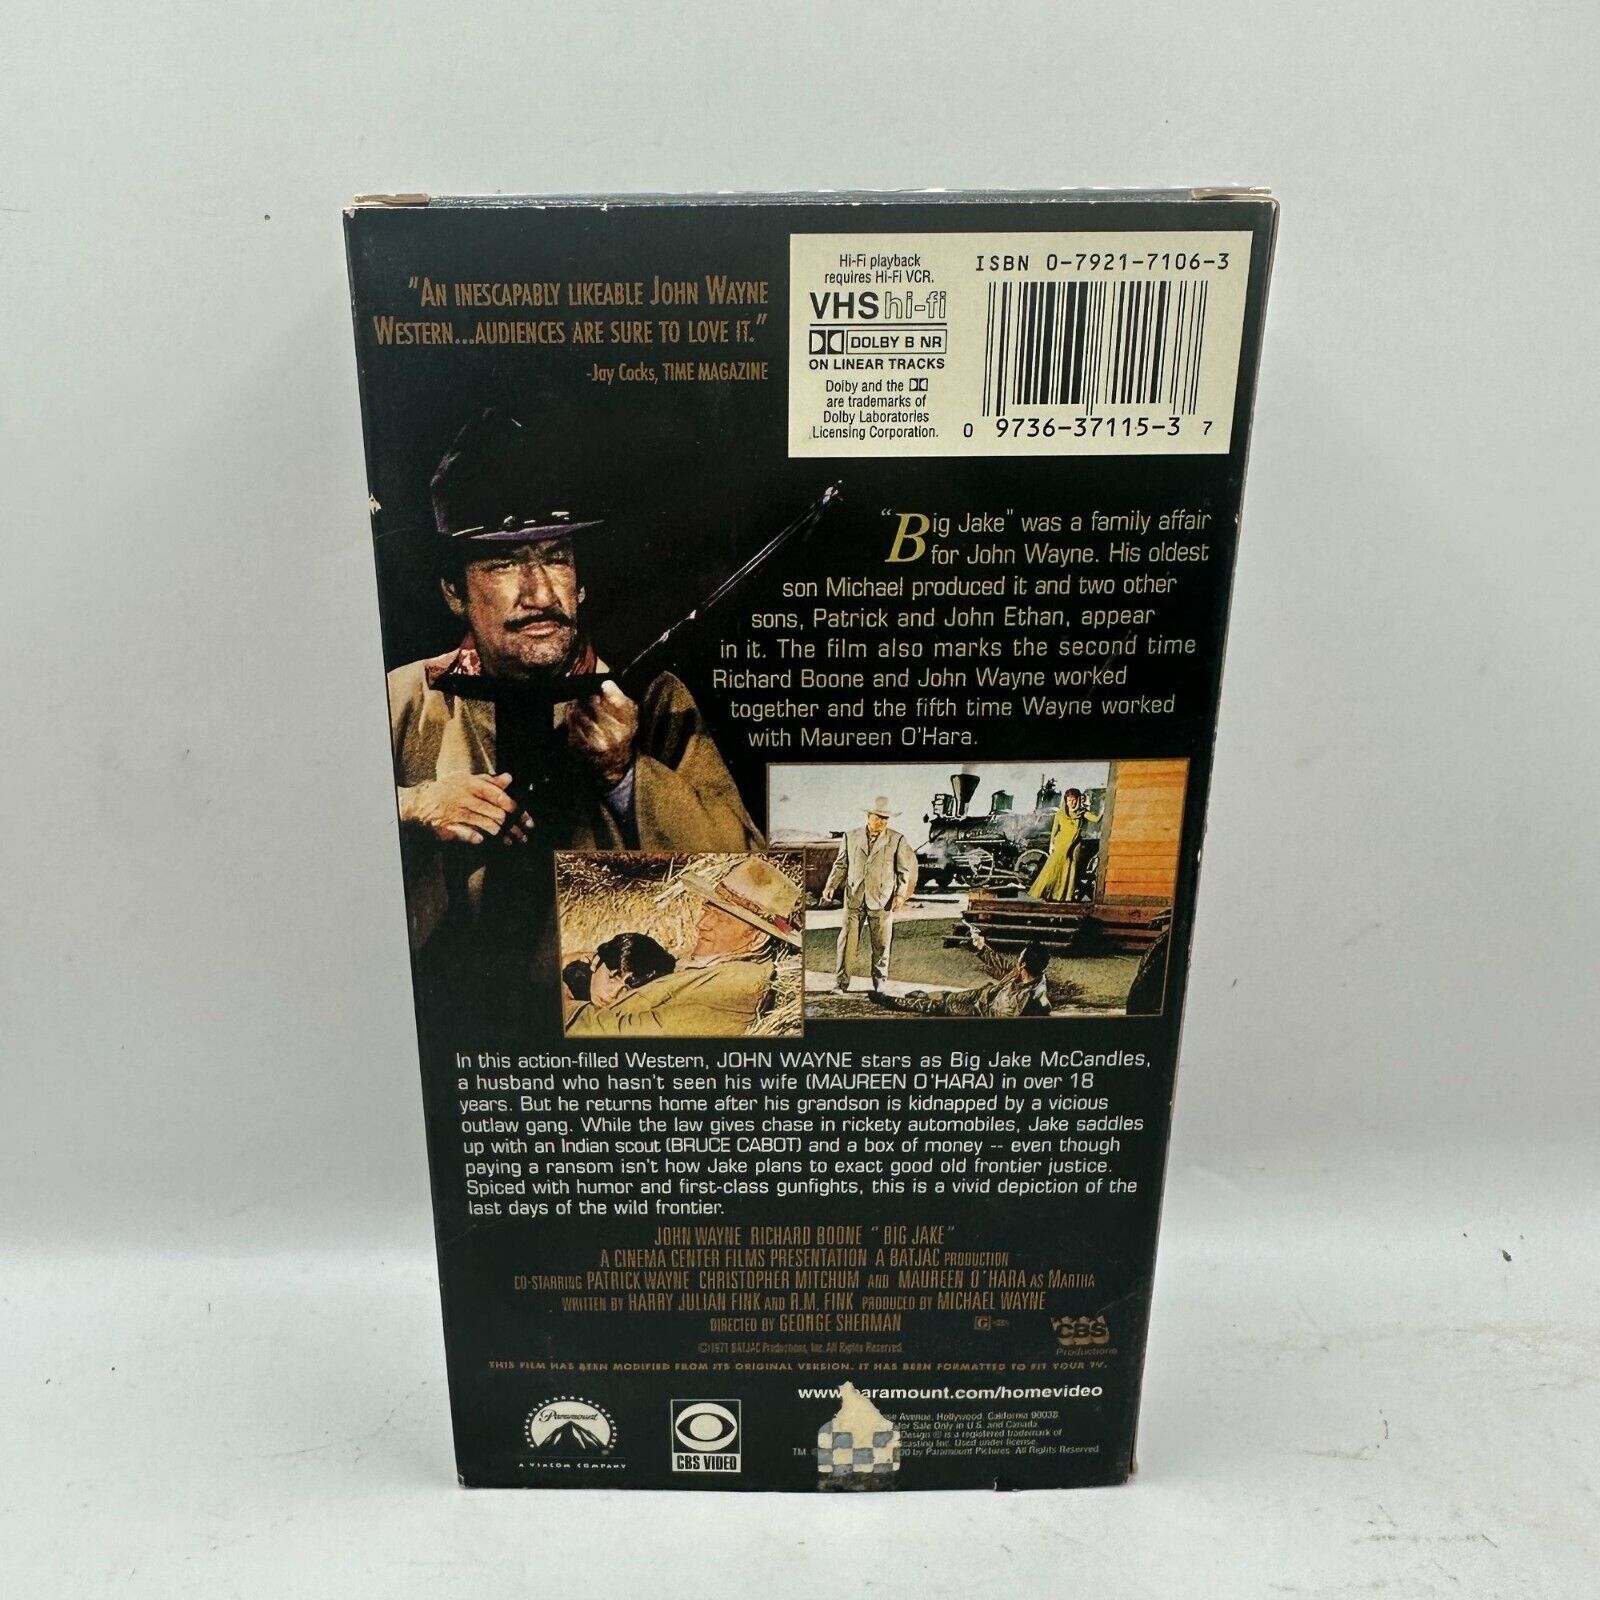 "AN INESCAPABLY LIKEABLE JOHN WAYNE
WESTERN...AUDIENCES ARE SURE TO LOVE IT."
-Jay Cocks, TIME MAGAZINE
Hi-Fi playback
requires Hi-Fi VCR.
VHS hi-fi
DOLBY B NR
ON LINEAR TRACKS
Dolby and the
are trademarks of
Dolby Laboratories
Licensing Corporation.
ISBN 0-7921-7106-3
0 9736-37115-3 7
"Big Jake" was a family affair
for John Wayne. His oldest
son Michael produced it and two other
sons, Patrick and John Ethan, appear
in it. The film also marks the second time
Richard Boone and John Wayne worked
together and the fifth time Wayne worked
with Maureen O'Hara.
In this action-filled Western, JOHN WAYNE stars as Big Jake McCandles,
a husband who hasn't seen his wife (MAUREEN O'HARA) in over 18
years. But he returns home after his grandson is kidnapped by a vicious
outlaw gang. While the law gives chase in rickety automobiles, Jake saddles
up with an Indian scout (BRUCE CABOT) and a box of money -- even though
paying a ransom isn't how Jake plans to exact good old frontier justice.
Spiced with humor and first-class gunfights, this is a vivid depiction of the
last days of the wild frontier.
JOHN WAYNE RICHARD BOONE "BIG JAKE"
A CINEMA CENTER FILMS PRESENTATION A BATJAC PRODUCTION
CO-STARRING PATRICK WAYNE CHRISTOPHER MITCHUM AND MAUREEN O'HARA AS MARTHA
WRITTEN BY HARRY JULIAN FINK AND R.M. FINK PRODUCED BY MICHAEL WAYNE
DIRECTED BY GEORGE SHERMAN
G
CBS
Productions
©1971 BATJAC Productions, Inc. All Rights Reserved.
THIS FILM HAS BEEN MODIFIED FROM ITS ORIGINAL VERSION. IT HAS BEEN FORMATTED TO FIT YOUR TV.
www. aramount.com/homevideo
Paramount
A VIACOM COMPANY
CBS VIDEO
Avenue, Hollywood, California 90038.
for Sale Only in U.S. and Canada.
Design ® is a registered trademark of
casting Inc. Used under license.
TM by Paramount Pictures. All Rights Reserved